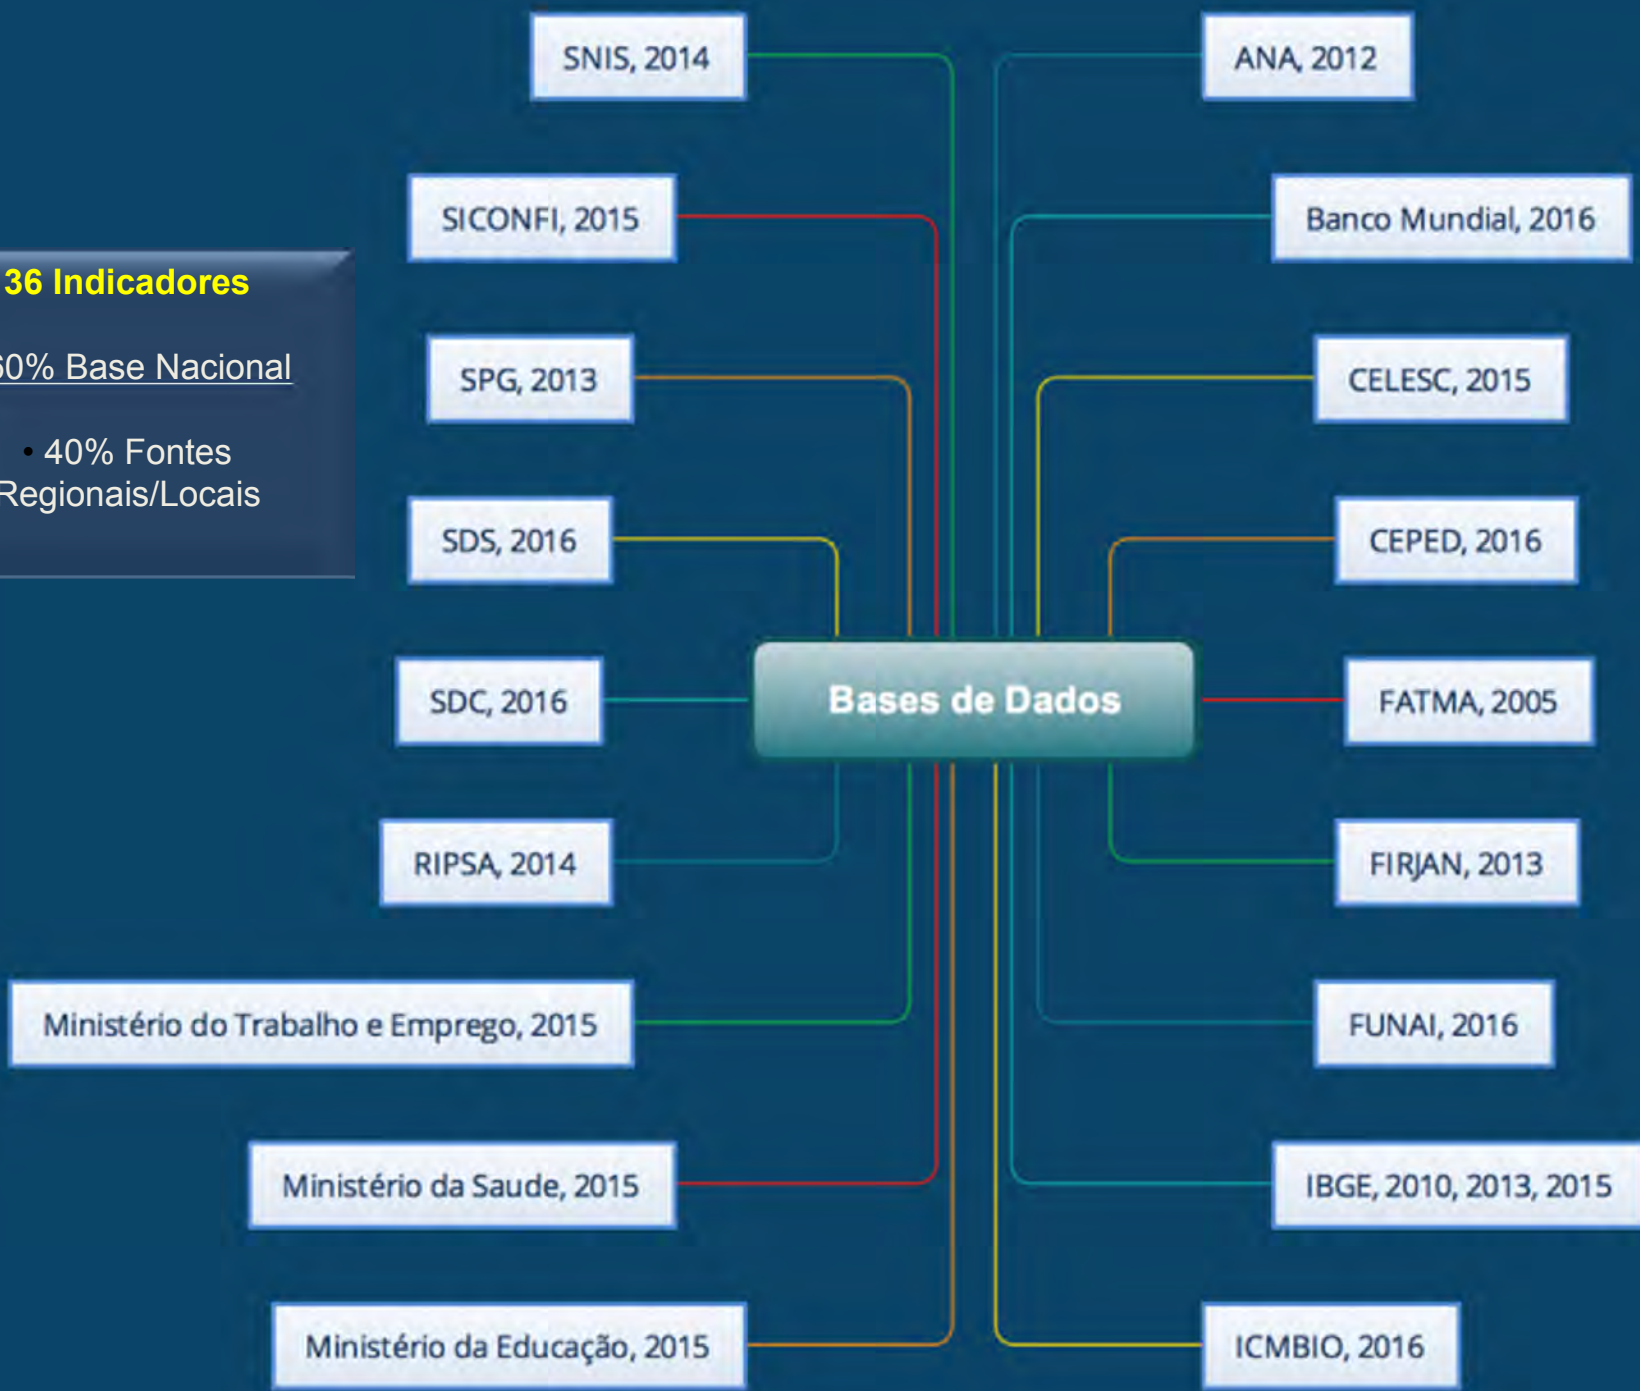 SNIS, 2014
SICONFI, 2015
SPG, 2013
SDS, 2016
SDC, 2016
RIPSA, 2014
Ministério do Trabalho e Emprego, 2015
Ministério da Saude, 2015
Ministério da Educação, 2015
36 Indicadores
60% Base Nacional
• 40% Fontes
Regionais/Locais
Bases de Dados
ANA, 2012
Banco Mundial, 2016
CELESC, 2015
CEPED, 2016
FATMA, 2005
FIRJAN, 2013
FUNAI, 2016
IBGE, 2010, 2013, 2015
ICMBIO, 2016